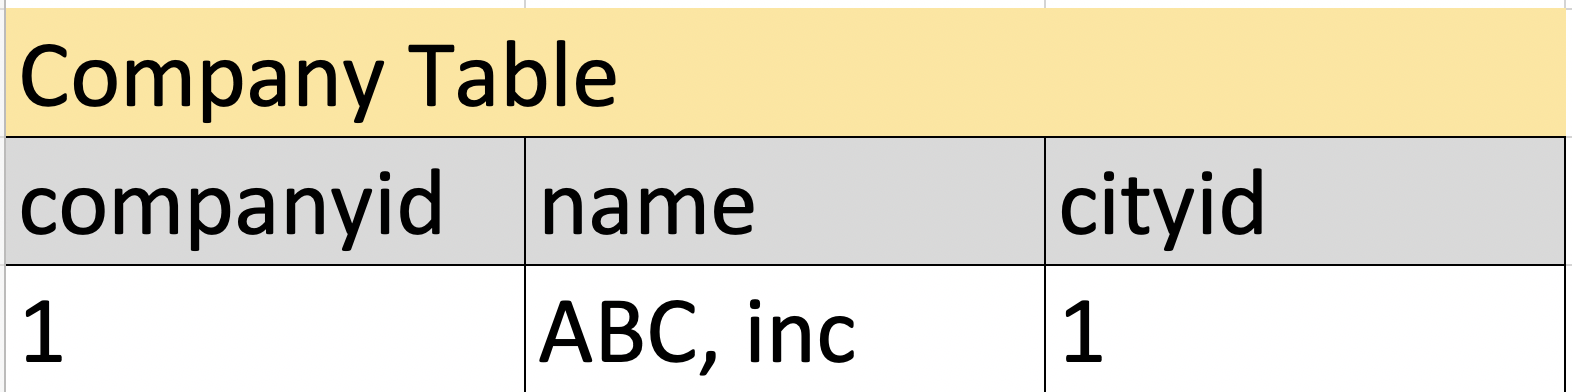 Company Table
companyid name cityid
1 ABC, inc 1